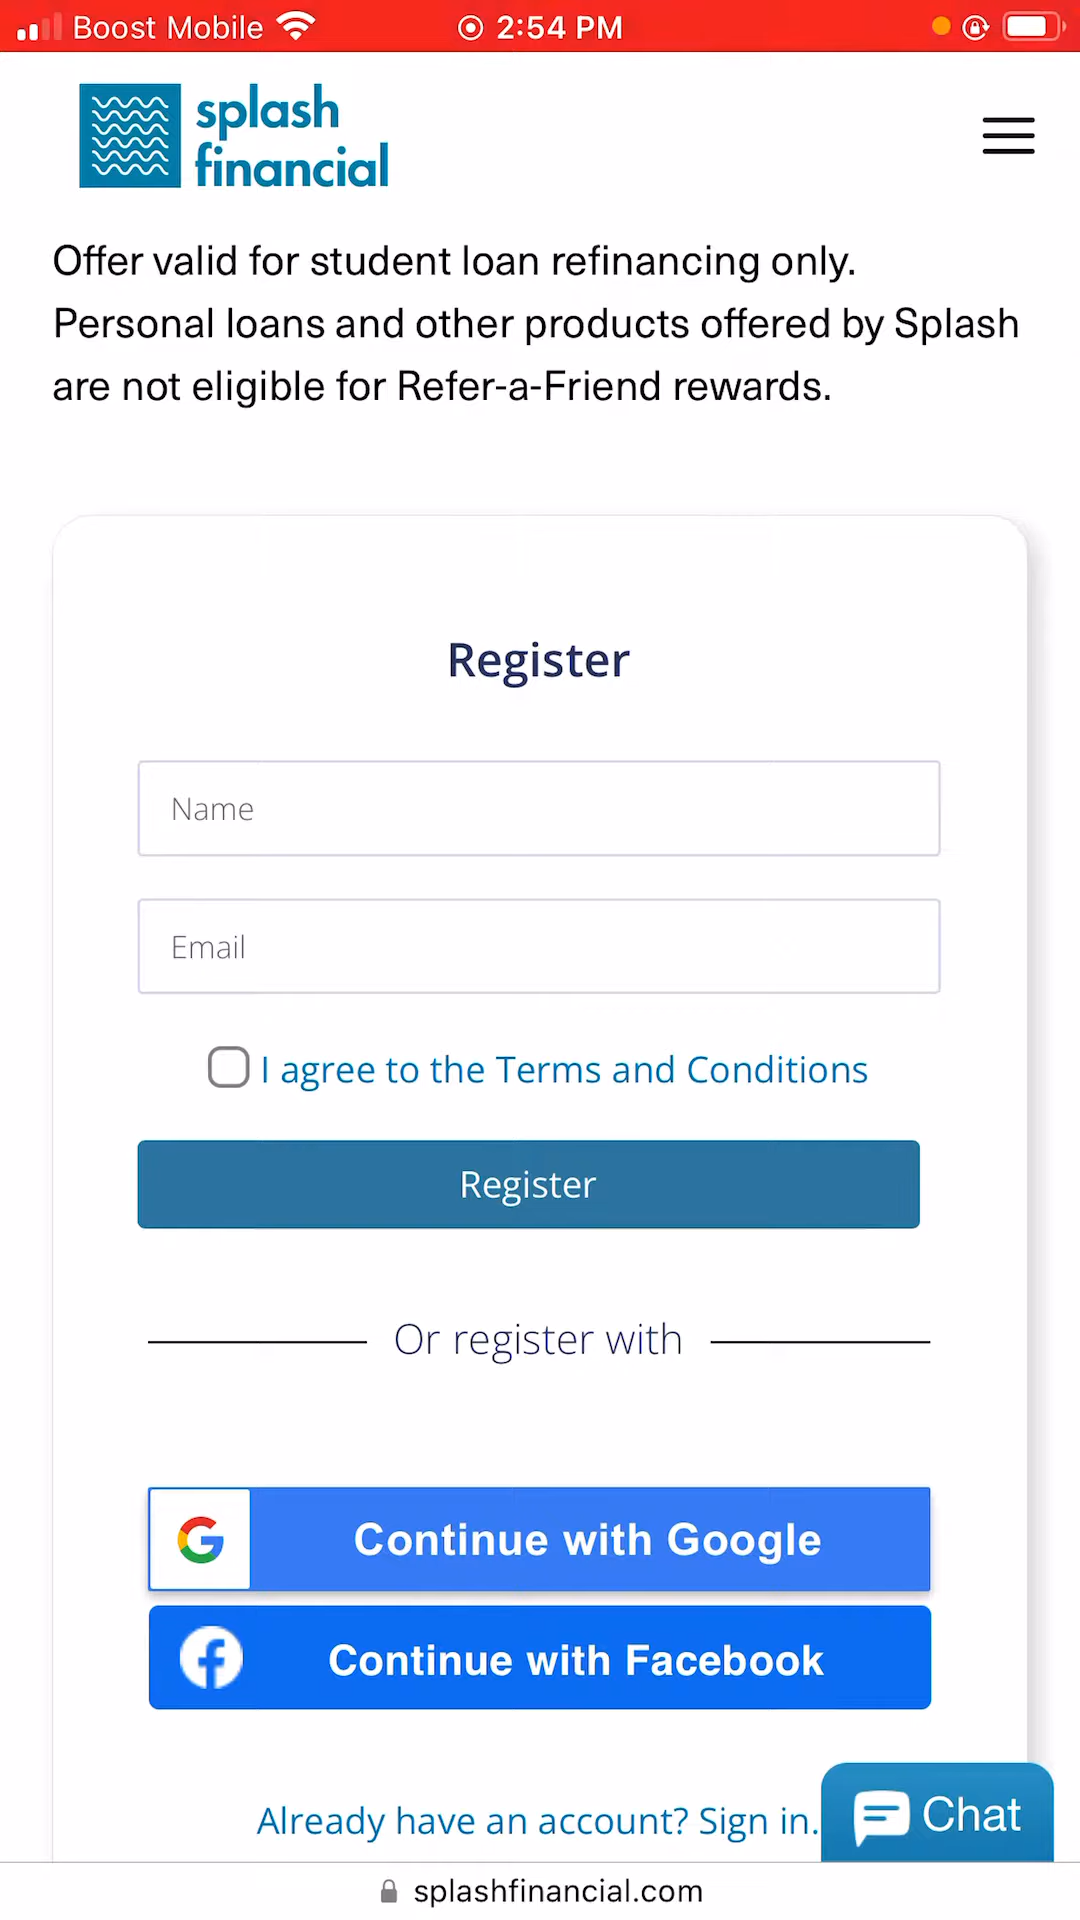 Boost Mobile 2:54 PM
splash
financial
Offer valid for student loan refinancing only.
Personal loans and other products offered by Splash
are not eligible for Refer-a-Friend rewards.
Register
Name
Email
I agree to the Terms and Conditions
Register
Or register with
Continue with Google
Continue with Facebook
Already have an account? Sign in.
Chat
splashfinancial.com